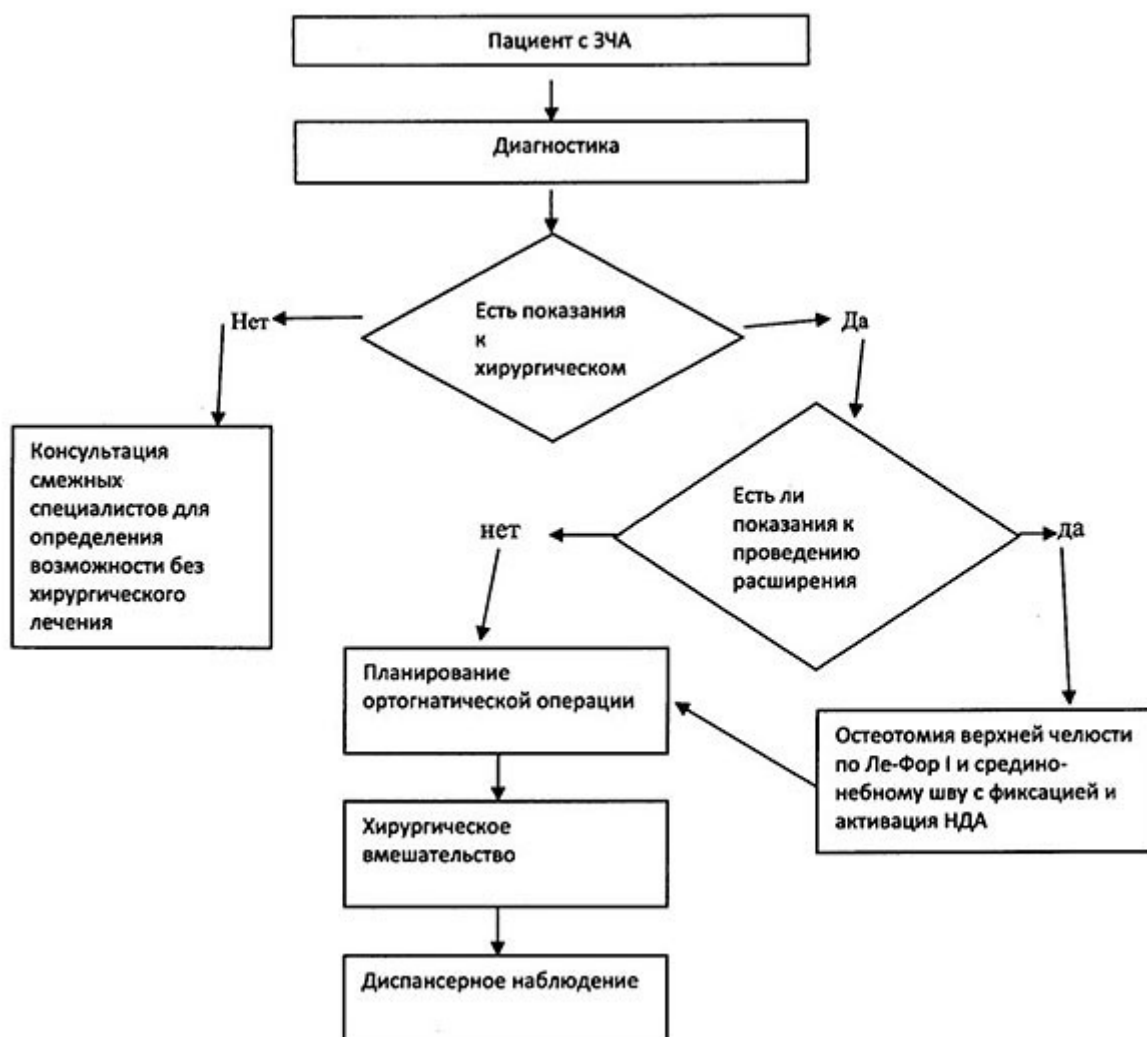 Пациент с ЗЧА
Диагностика
Есть показания
к
хирургическом
Нет
Да
Консультация
смежных
специалистов для
определения
возможности без
хирургического
лечения
Есть ли
показания к
проведению
расширения
нет
да
Планирование
ортогнатической операции
Остеотомия верхней челюсти
по Ле-Фор I и средино-
небному шву с фиксацией и
активация НДА
Хирургическое
вмешательство
Диспансерное наблюдение